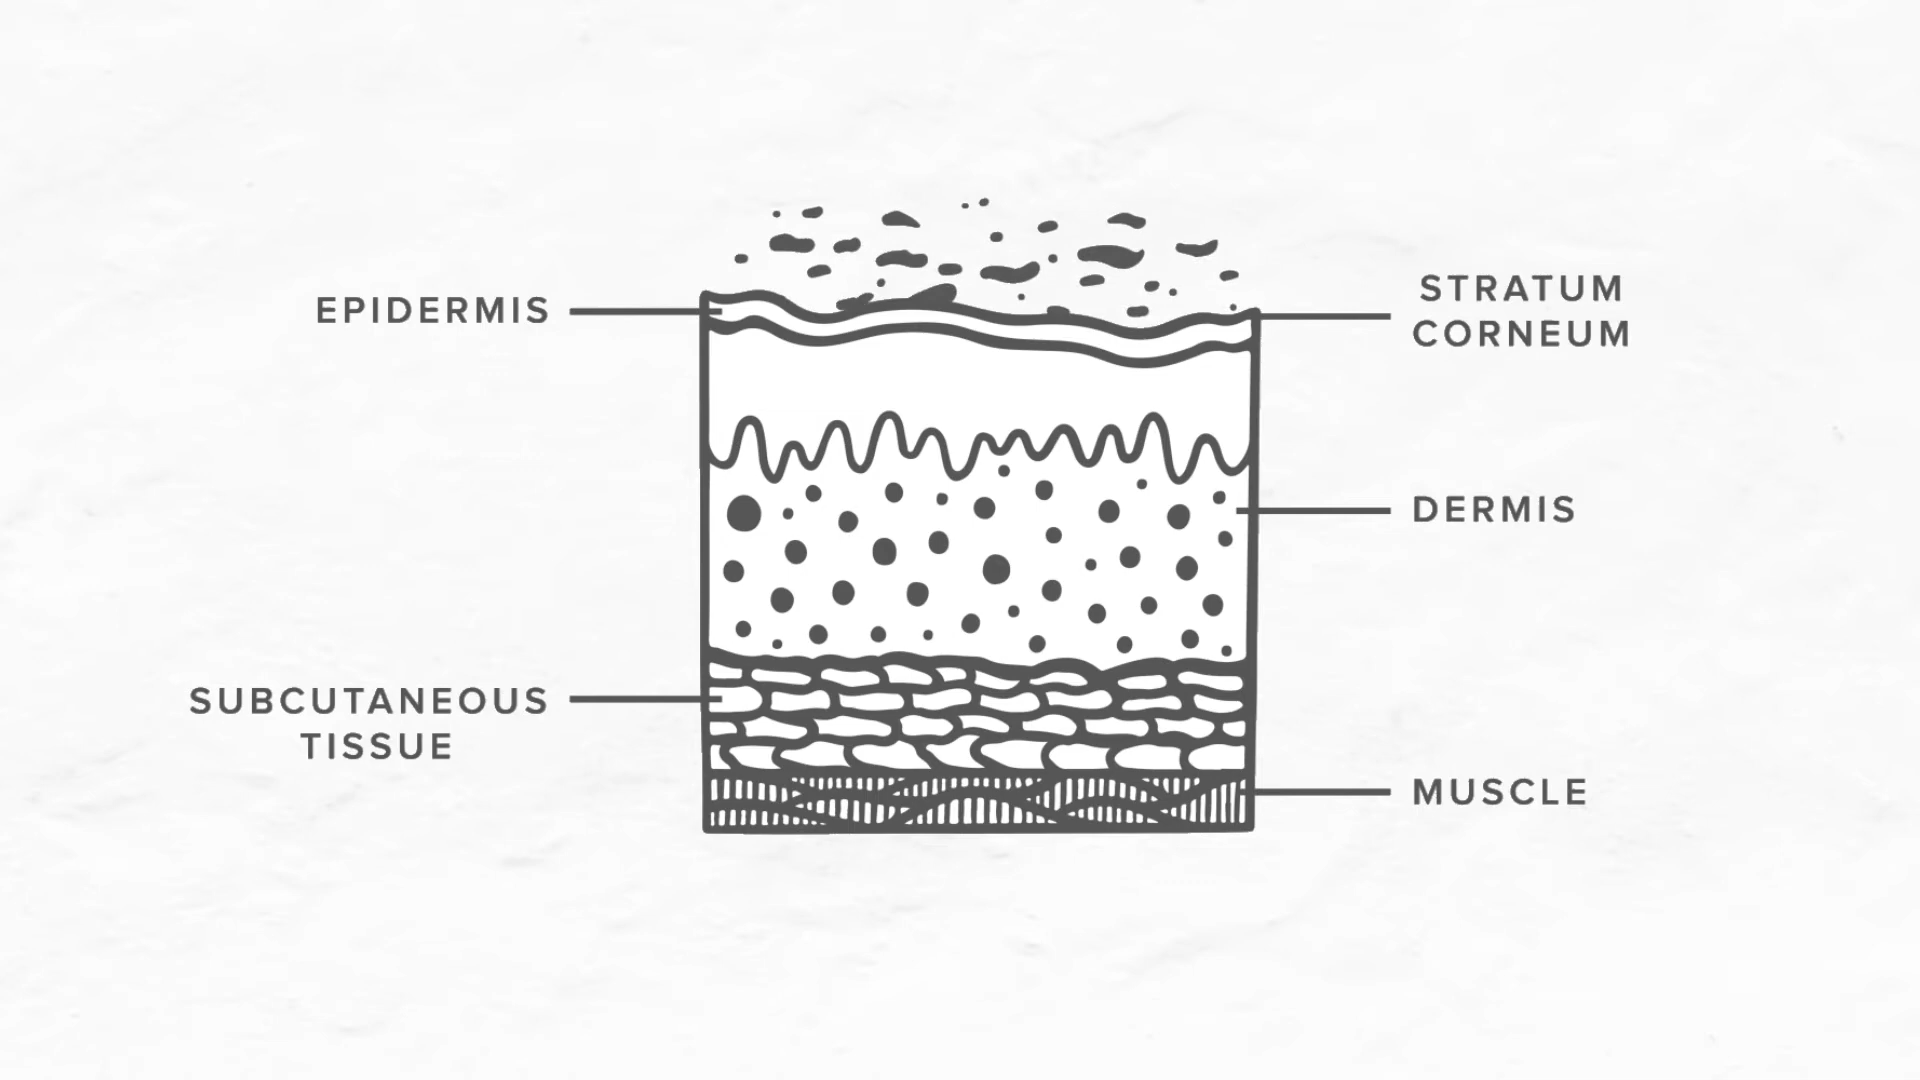 EPIDERMIS
STRATUM
CORNEUM
DERMIS
SUBCUTANEOUS
TISSUE
MUSCLE